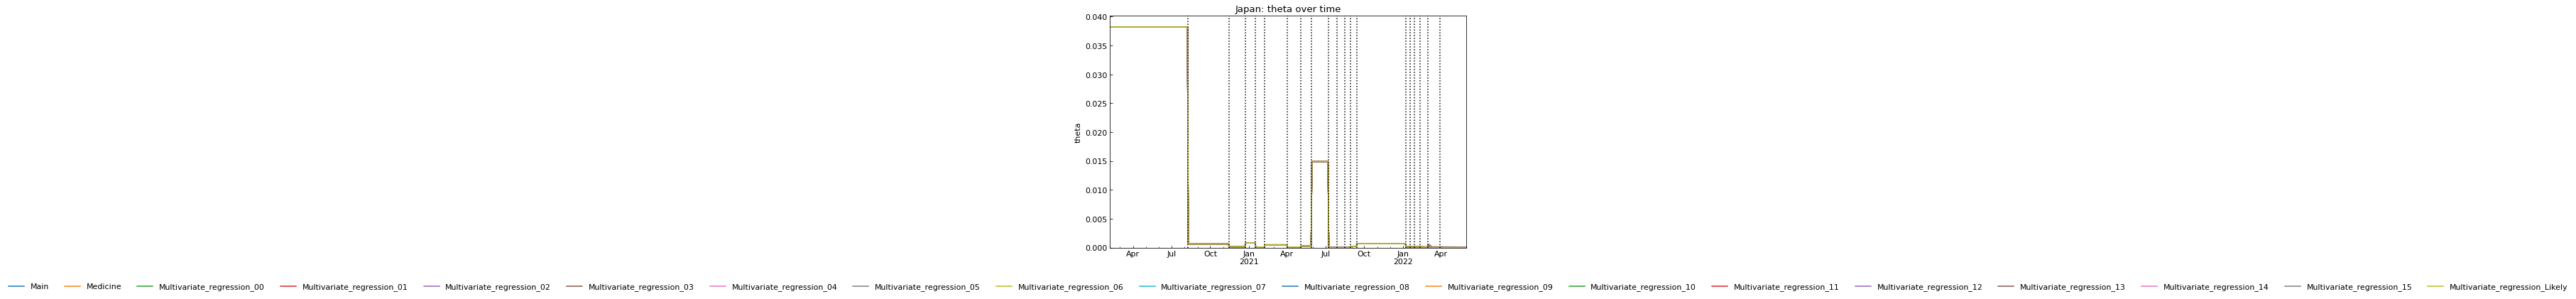 Japan: theta over time
0.040
0.035
0.030
0.025
0.020
0.015
0.010
0.005
0.000
theta
Apr Jul Oct Jan Apr Jul Oct Jan Apr
2021 2022
Main Medicine Multivariate_regression_00 Multivariate_regression_01 Multivariate_regression_02 Multivariate_regression_03 Multivariate_regression_04 Multivariate_regression_05 Multivariate_regression_06 Multivariate_regression_07 Multivariate_regression_08 Multivariate_regression_09 Multivariate_regression_10 Multivariate_regression_11 Multivariate_regression_12 Multivariate_regression_13 Multivariate_regression_14 Multivariate_regression_15 Multivariate_regression_Likely